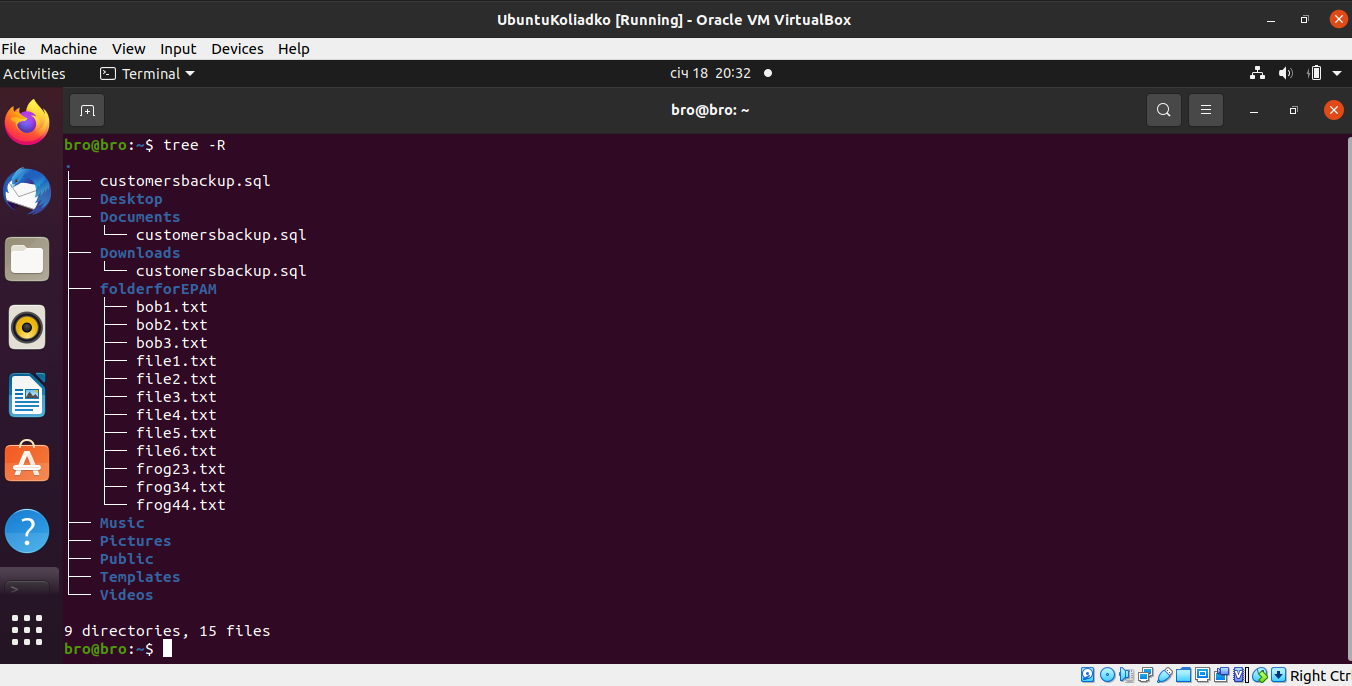 UbuntuKoliadko [Running] - Oracle VM VirtualBox
File Machine View Input Devices Help
Activities Terminal січ 18 20:32
bro@bro: ~
bro@bro:~$ tree -R
.
├── customersbackup.sql
├── Desktop
├── Documents
│   └── customersbackup.sql
├── Downloads
│   └── customersbackup.sql
├── folderforEPAM
│   ├── bob1.txt
│   ├── bob2.txt
│   ├── bob3.txt
│   ├── file1.txt
│   ├── file2.txt
│   ├── file3.txt
│   ├── file4.txt
│   ├── file5.txt
│   ├── file6.txt
│   ├── frog23.txt
│   ├── frog34.txt
│   └── frog44.txt
├── Music
├── Pictures
├── Public
├── Templates
└── Videos
9 directories, 15 files
bro@bro:~$
Right Ctr